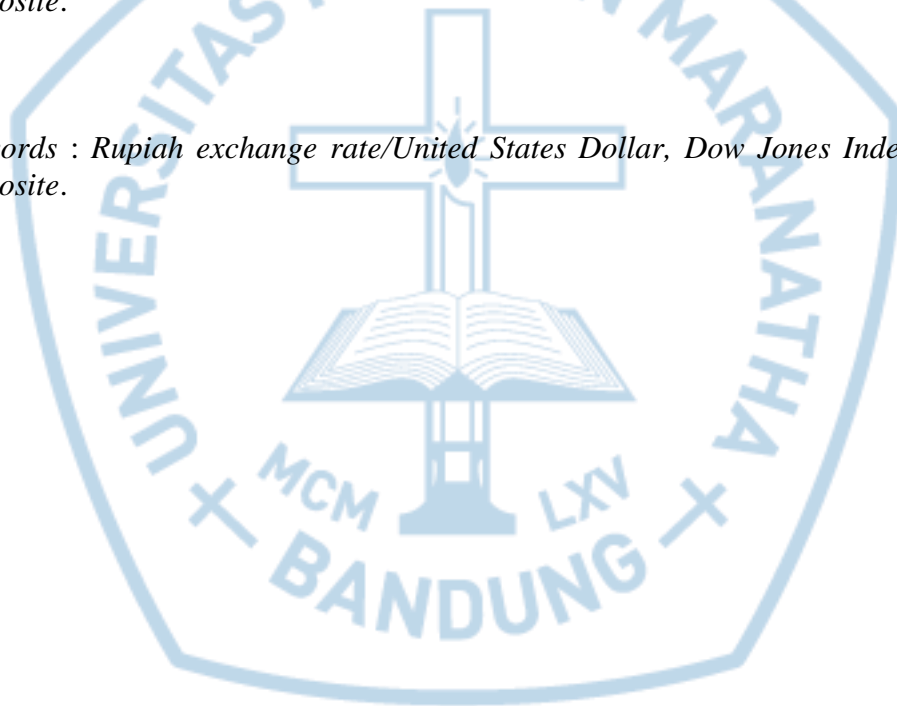 osite.
UNIVERSITAS MARANATHA
ords : Rupiah exchange rate/United States Dollar, Dow Jones Inde
osite.
MCM LXV
BANDUNG